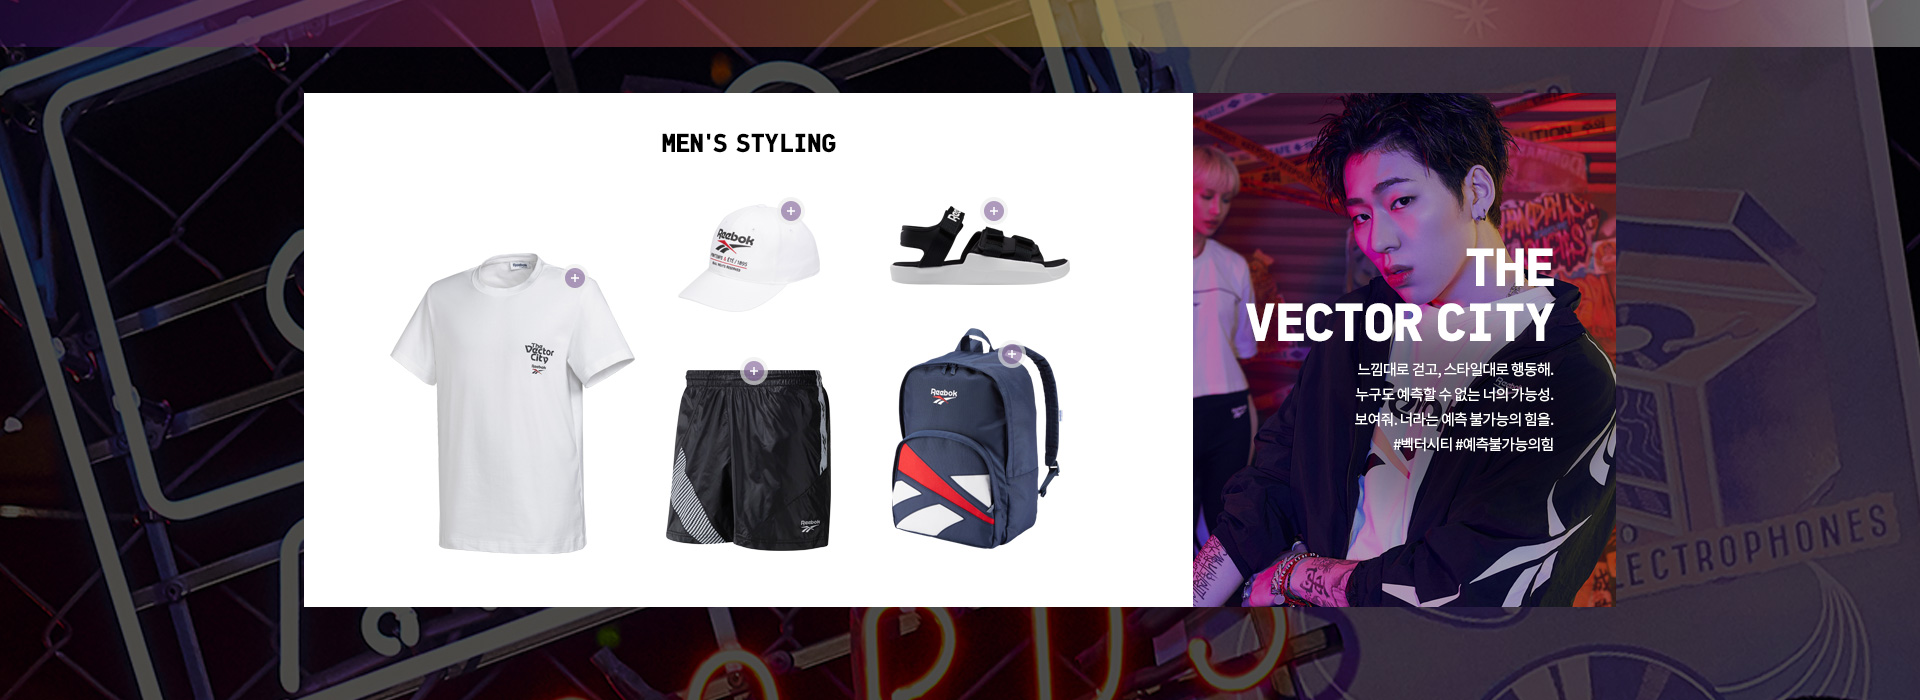 MEN'S STYLING
Reebok
The
Vector
City
Reebok
Reebok
Reebok
THE
VECTOR CITY
느낌대로 걷고, 스타일대로 행동해.
누구도 예측할 수 없는 너의 가능성.
보여줘. 너라는 예측 불가능의 힘을.
#벡터시티 #예측불가능의힘
LECTROPHONES